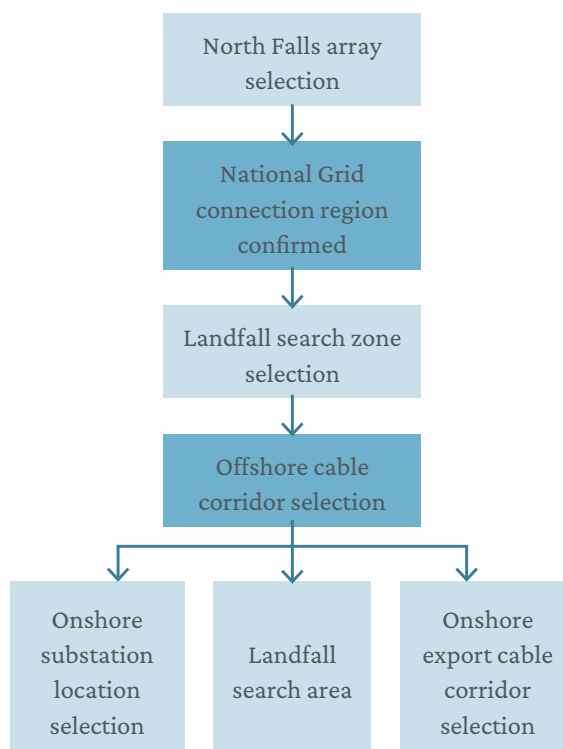 North Falls array
selection
National Grid
connection region
confirmed
Landfall search zone
selection
Offshore cable
corridor selection
Onshore
substation
location
selection
Landfall
search area
Onshore
export cable
corridor
selection